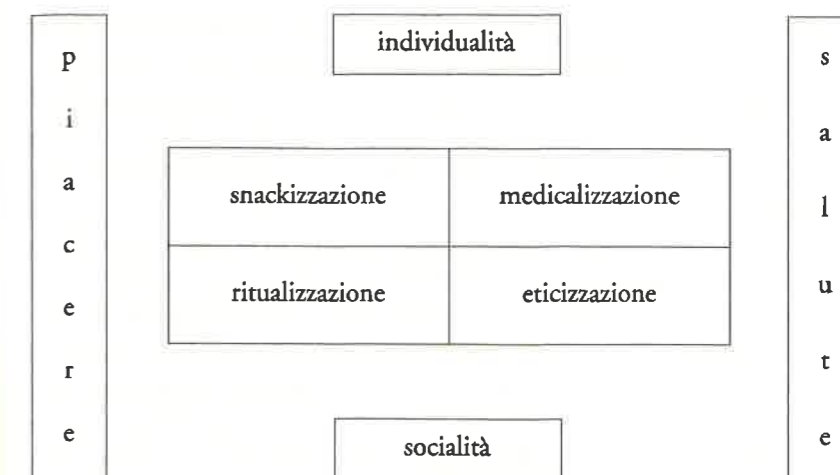 individualità
piacere
salute
snackizzazione medicalizzazione
ritualizzazione eticizzazione
socialità